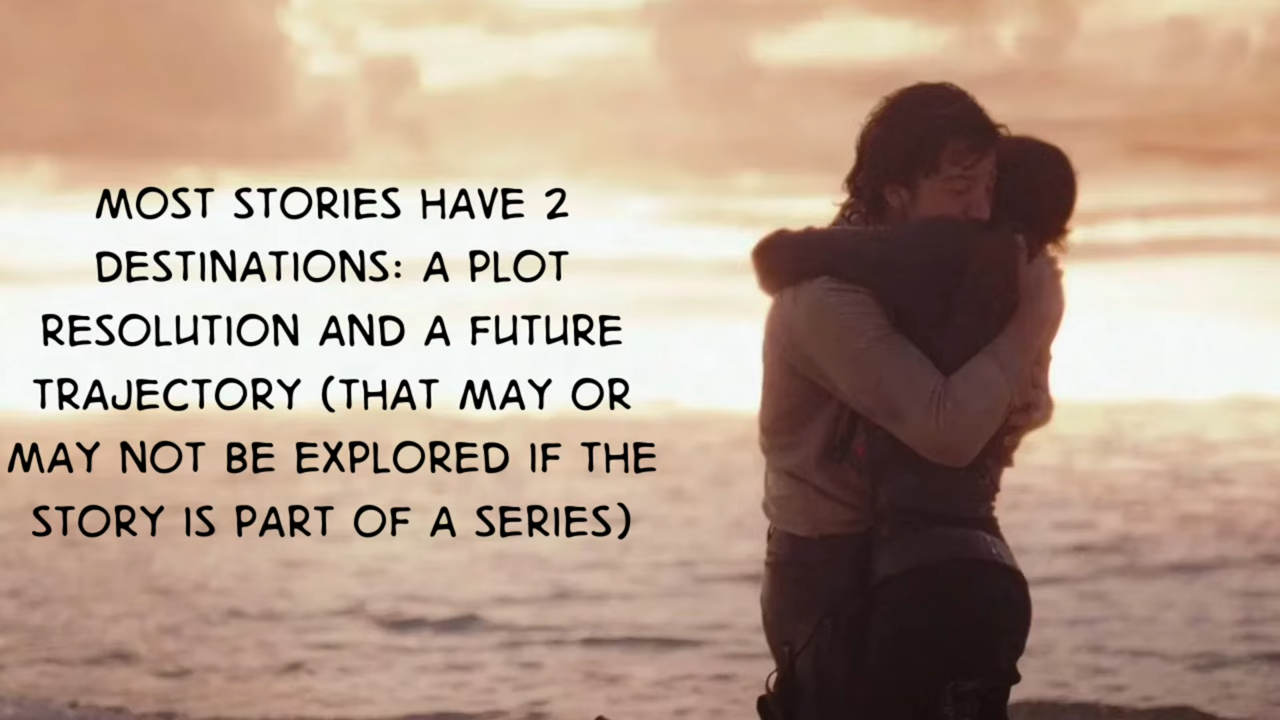 MOST STORIES HAVE 2
DESTINATIONS: A PLOT
RESOLUTION AND A FUTURE
TRAJECTORY (THAT MAY OR
MAY NOT BE EXPLORED IF THE
STORY IS PART OF A SERIES)